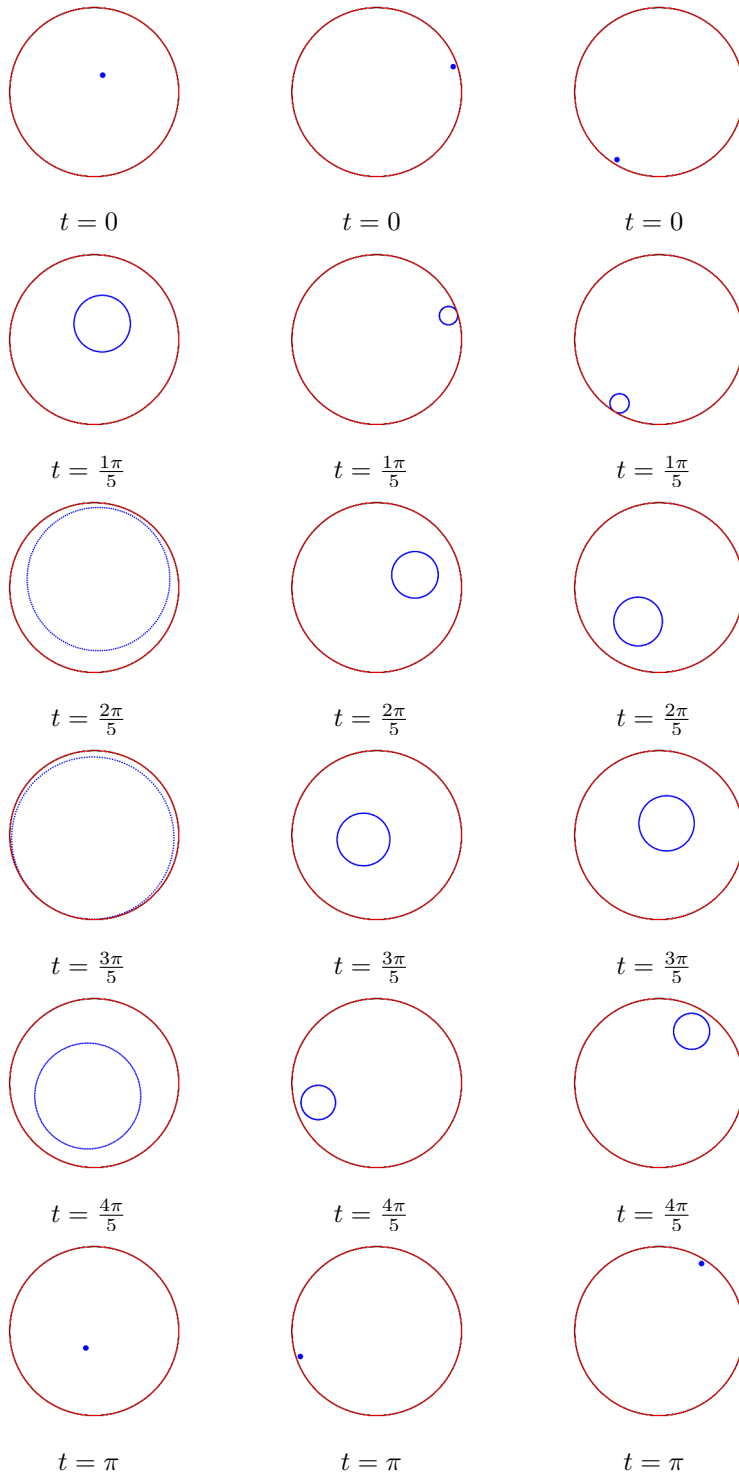 t = 0 t = 0 t = 0
t = 1π/5 t = 1π/5 t = 1π/5
t = 2π/5 t = 2π/5 t = 2π/5
t = 3π/5 t = 3π/5 t = 3π/5
t = 4π/5 t = 4π/5 t = 4π/5
t = π t = π t = π